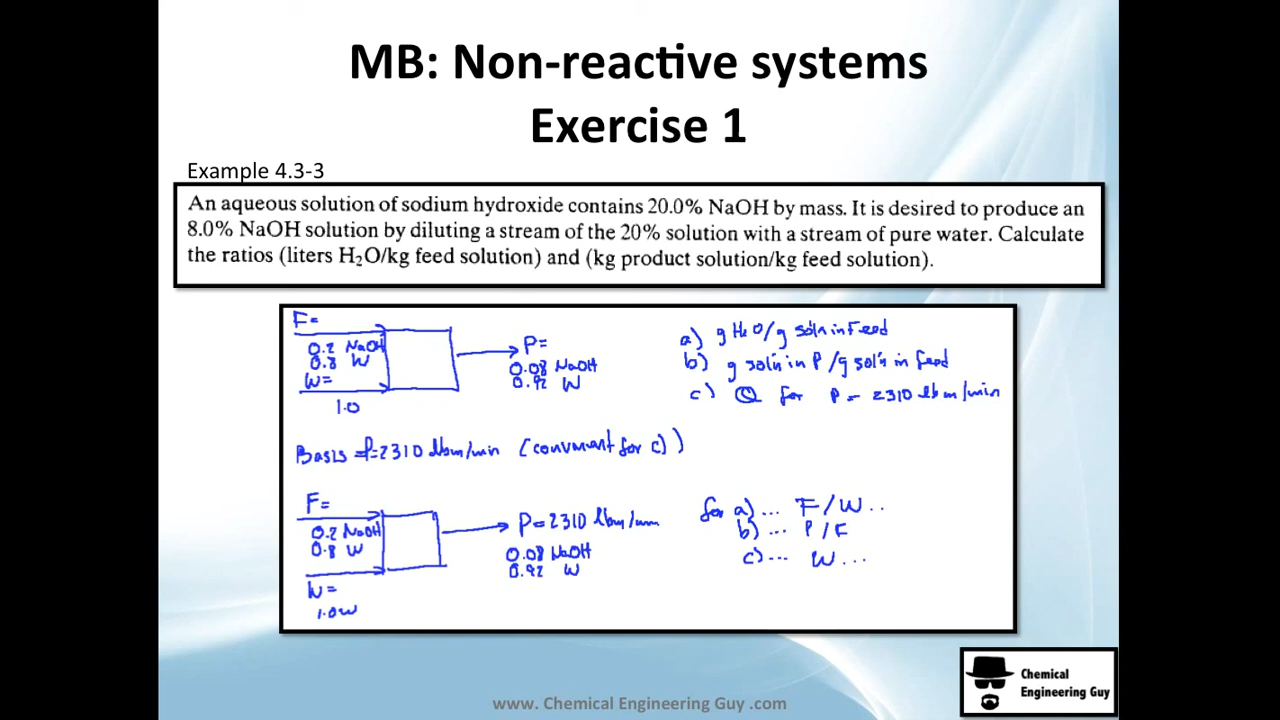 MB: Non-reactive systems
Exercise 1
Example 4.3-3
An aqueous solution of sodium hydroxide contains 20.0% NaOH by mass. It is desired to produce an
8.0% NaOH solution by diluting a stream of the 20% solution with a stream of pure water. Calculate
the ratios (liters H₂O/kg feed solution) and (kg product solution/kg feed solution).
F=
0.2 NaOH
0.8 W
W=
1.0
P=
0.08 NaOH
0.92 W
a) g H₂O/g sol'n in Feed
b) g sol'n in P/g sol'n in feed
c) Q for P = 2310 lbm/min
Basis P=2310 lbm/min (convinient for c))
F=
0.2 NaOH
0.8 W
W=
1.0W
P=2310 lbm/min
0.08 NaOH
0.92 W
for a)... F/W..
b)... P/F
c)... W...
Chemical
Engineering Guy
www. Chemical Engineering Guy .com